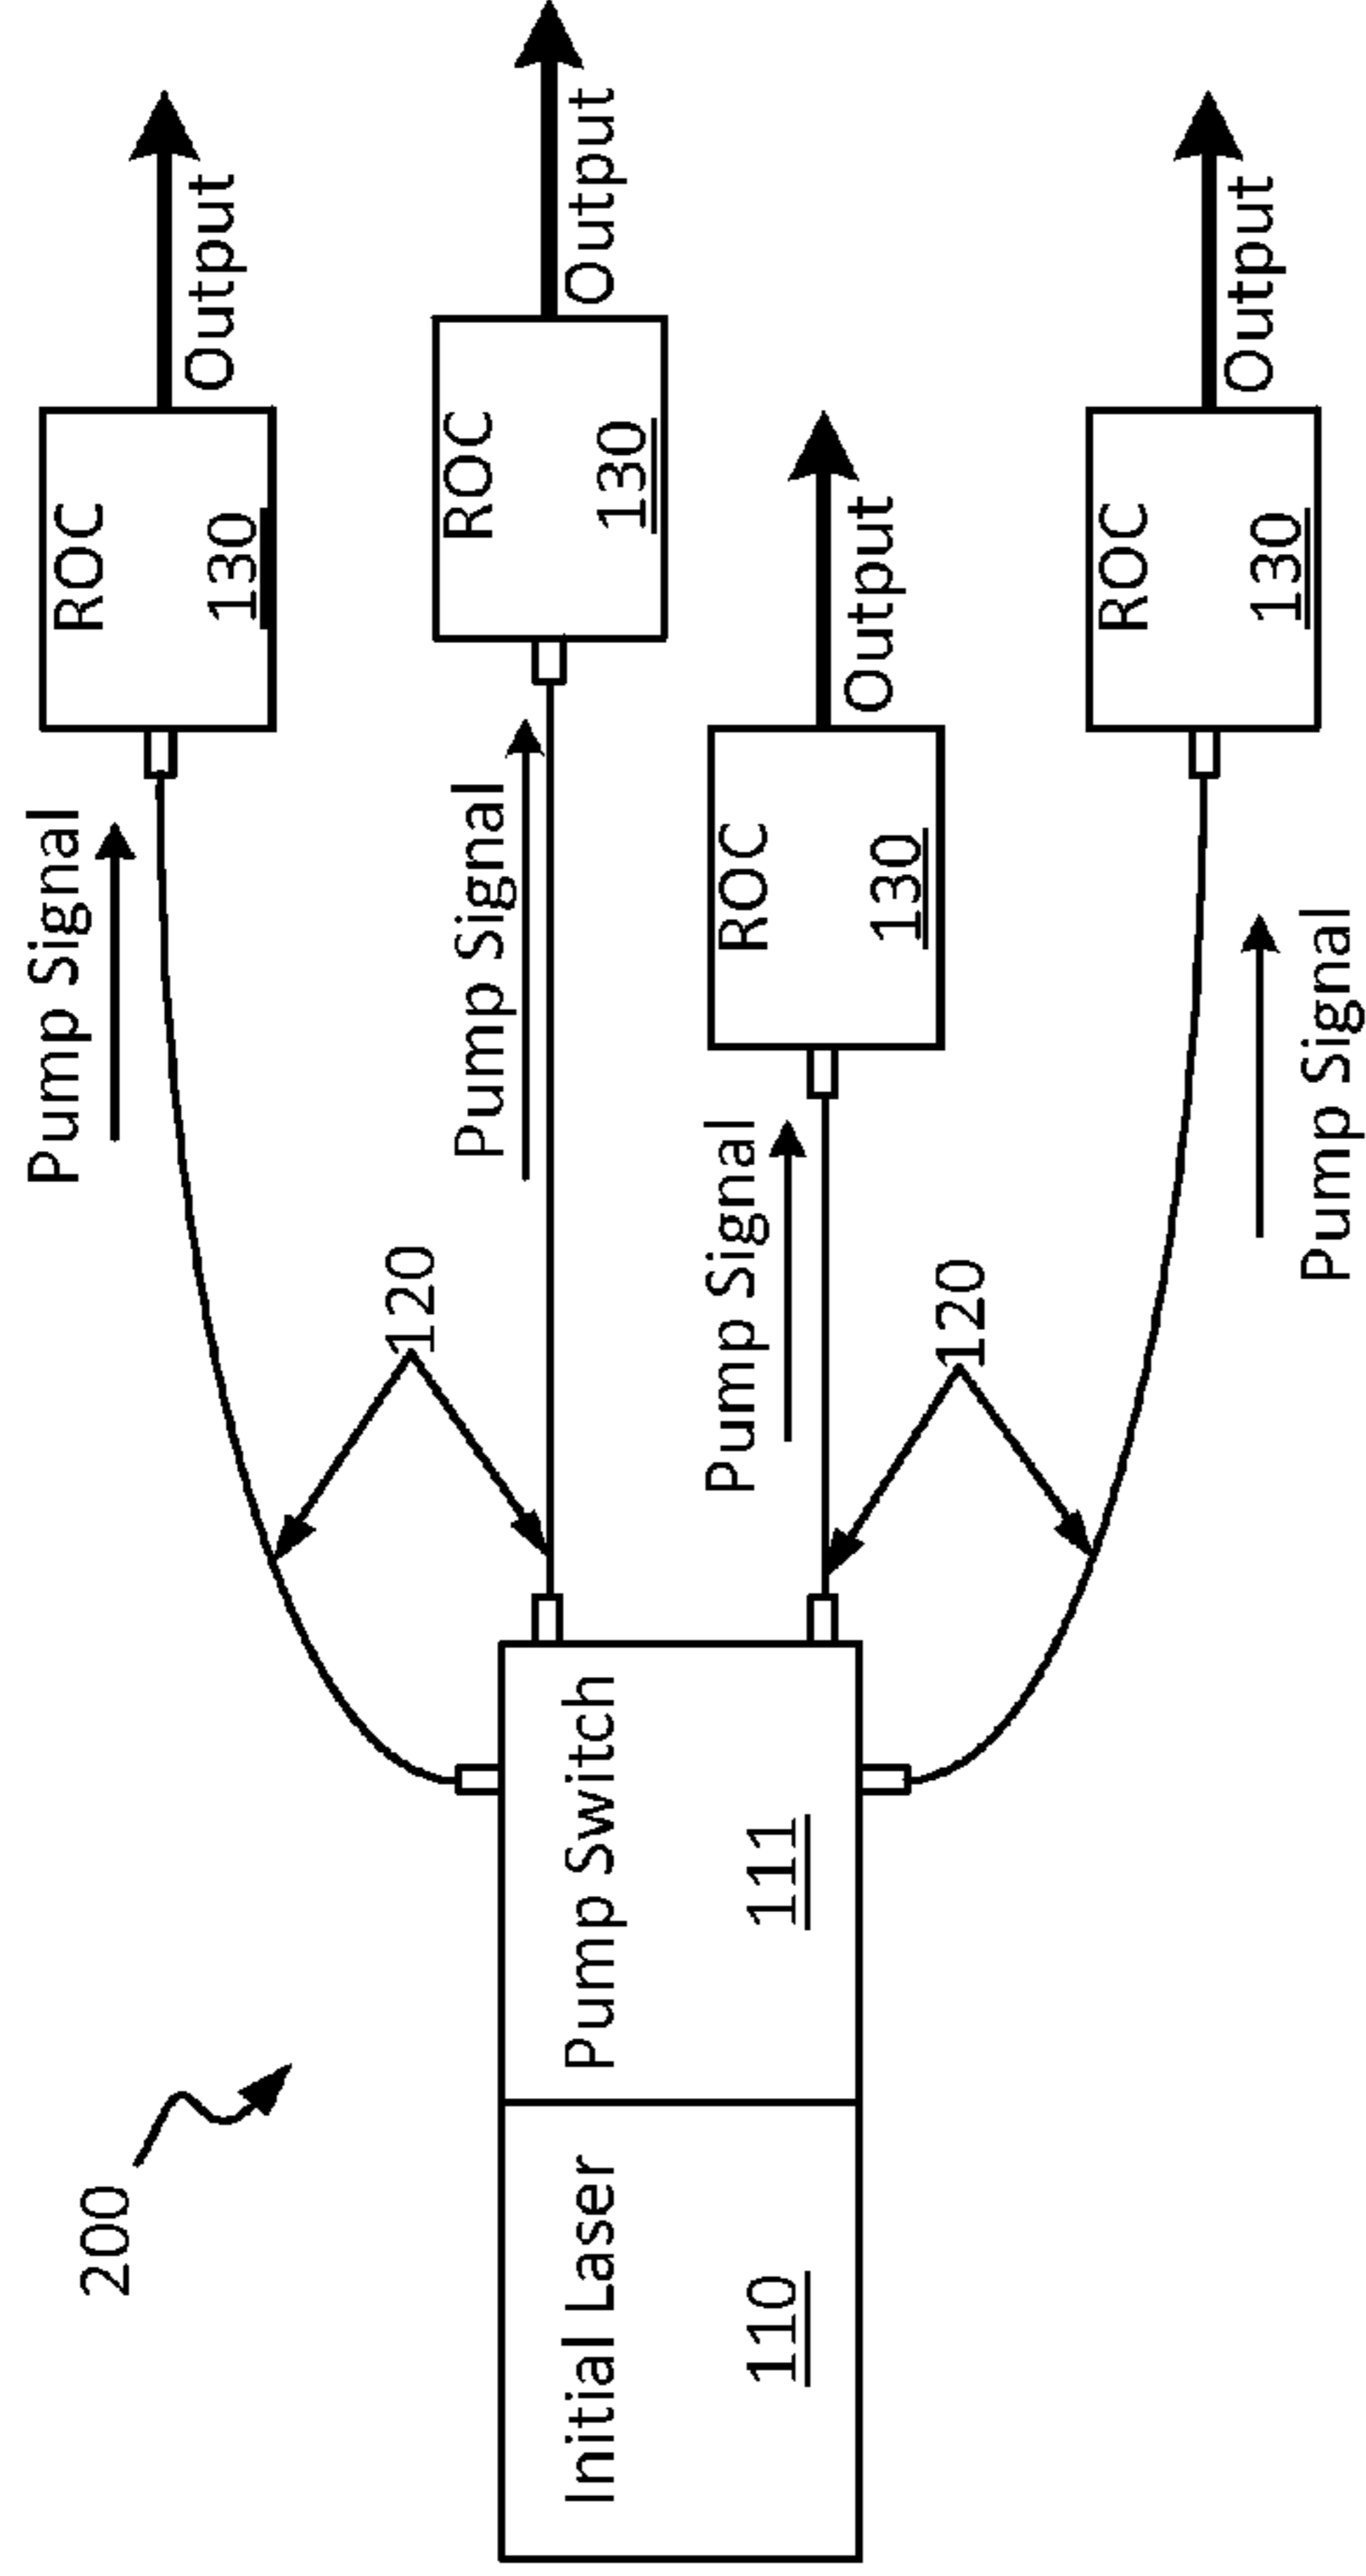 200
Initial Laser
110
Pump Switch
111
120
120
Pump Signal
ROC
130
Output
Pump Signal
ROC
130
Output
Pump Signal
ROC
130
Output
Pump Signal
ROC
130
Output